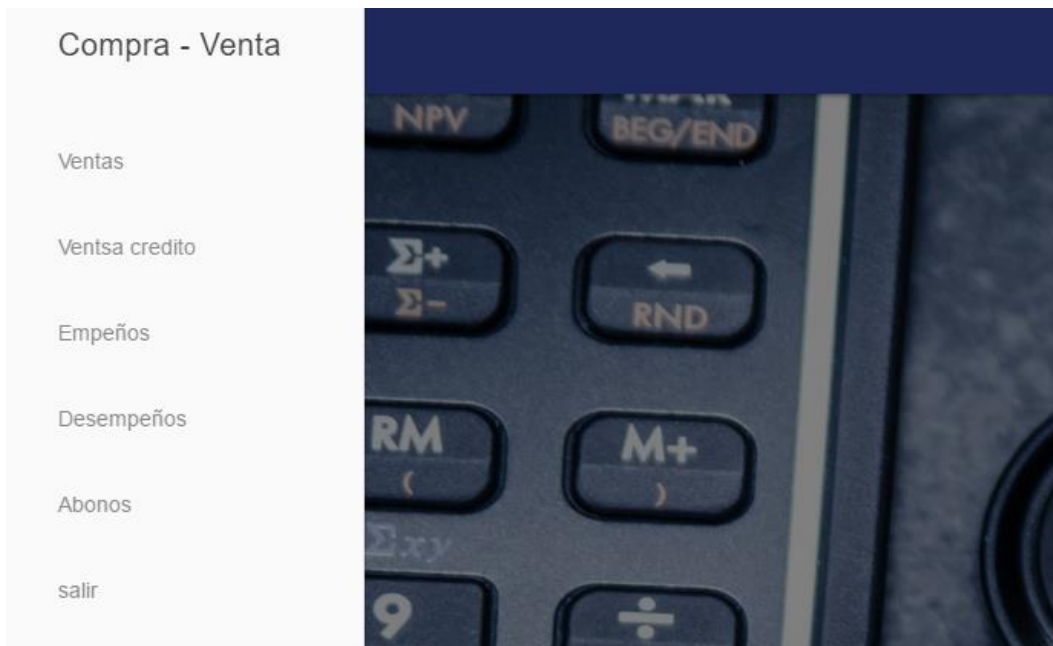 Compra - Venta
Ventas
Ventsa credito
Empeños
Desempeños
Abonos
salir
NPV
BEG/END
Σ+
Σ-
←
RND
RM
(
M+
)
Σxy
9
÷